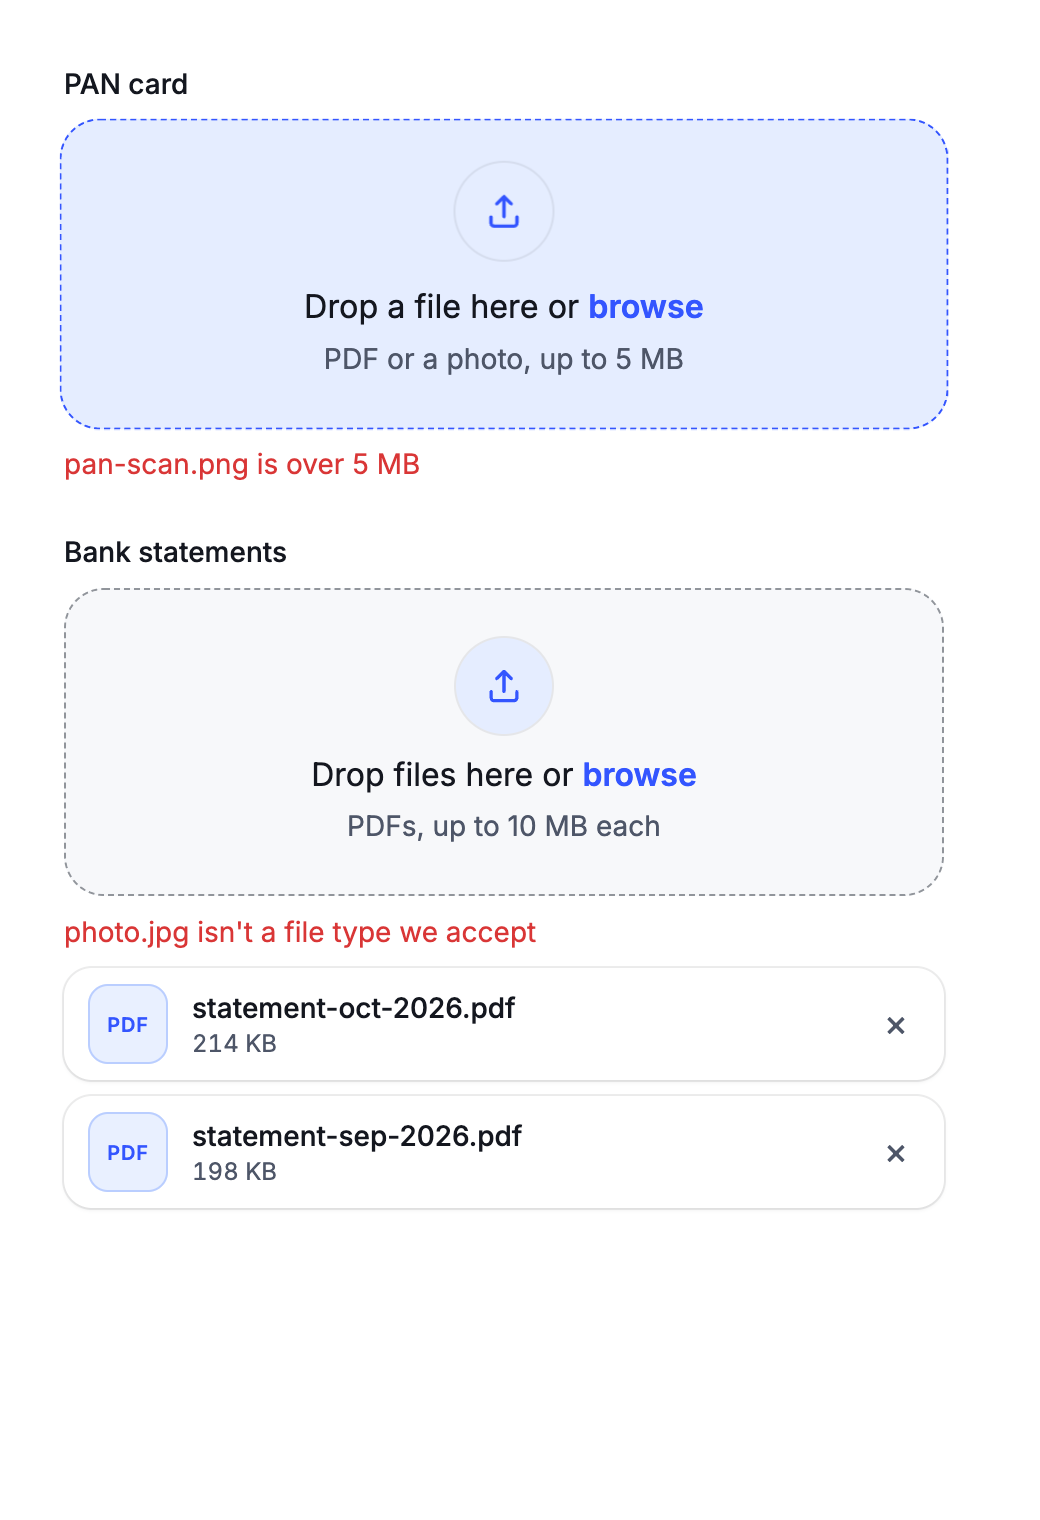 PAN card
Drop a file here or browse
PDF or a photo, up to 5 MB
pan-scan.png is over 5 MB
Bank statements
Drop files here or browse
PDFs, up to 10 MB each
photo.jpg isn't a file type we accept
PDF
statement-oct-2026.pdf
214 KB
PDF
statement-sep-2026.pdf
198 KB